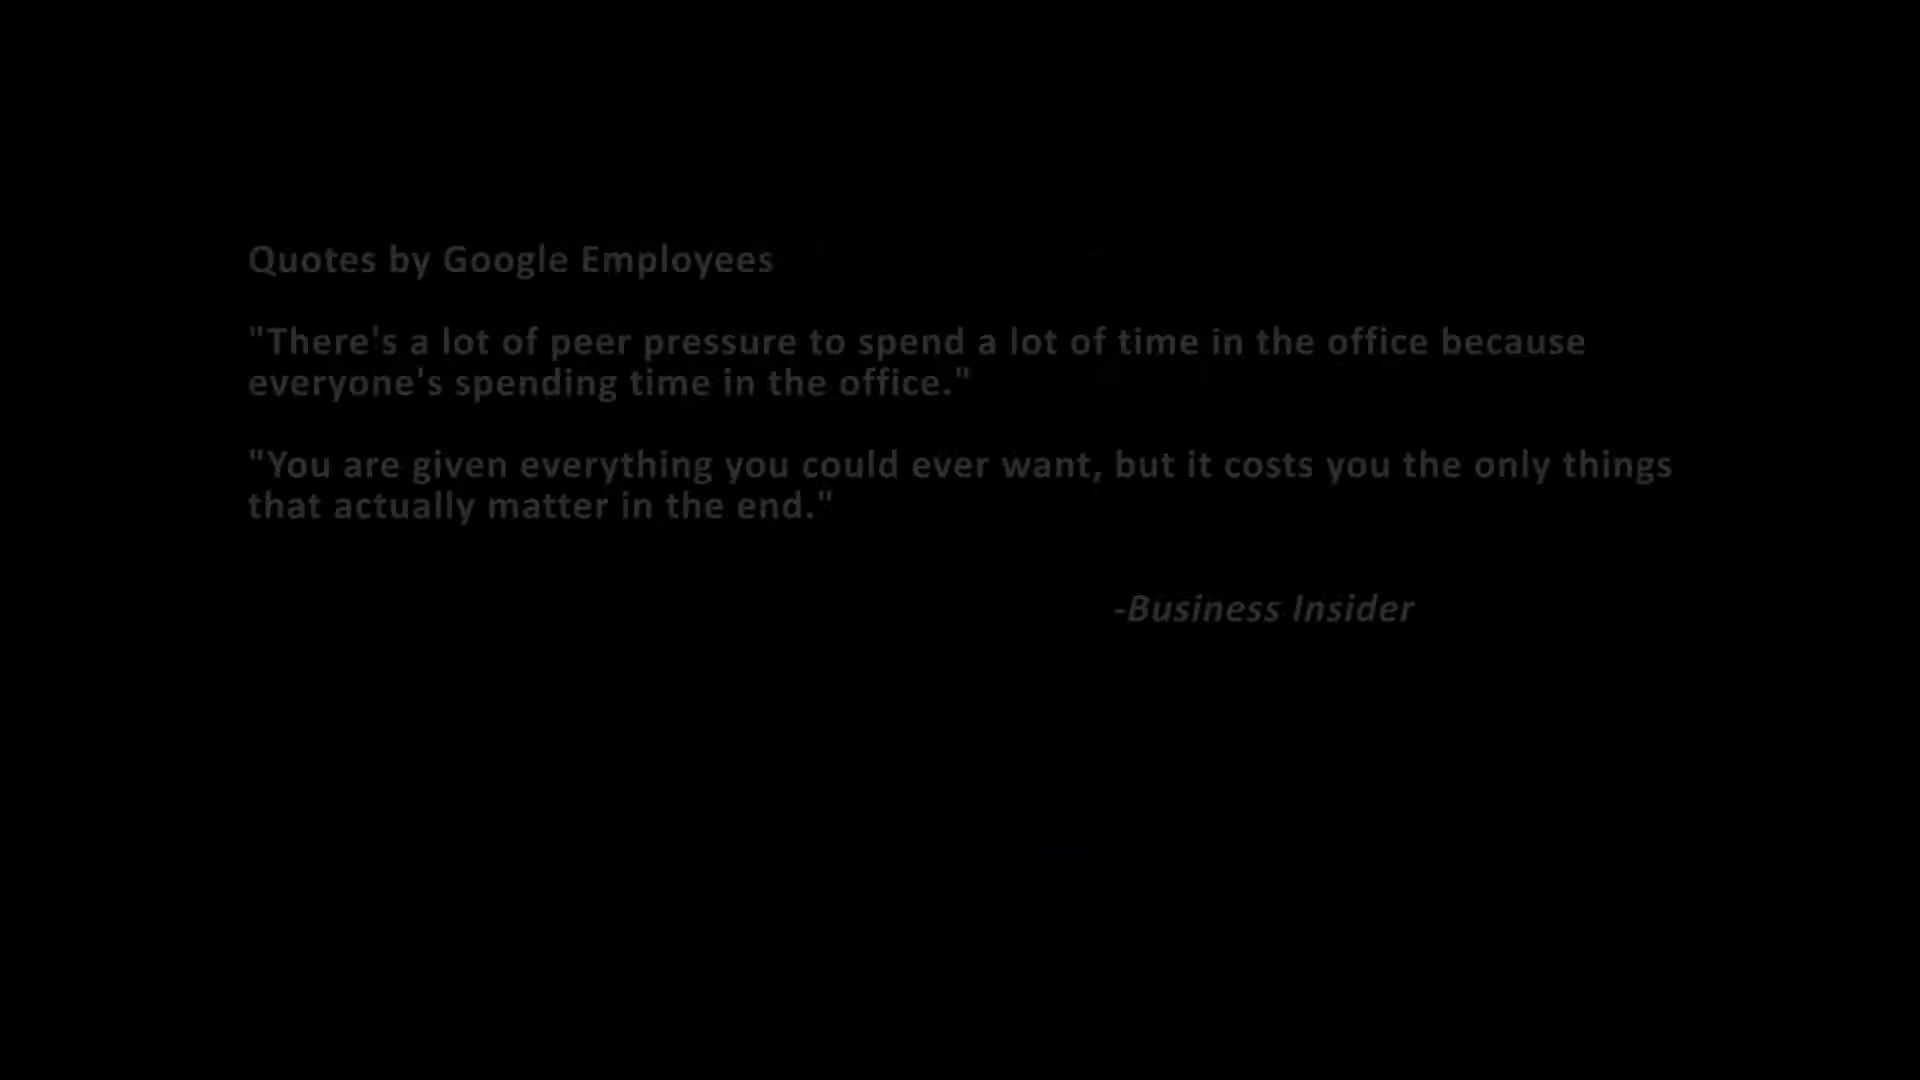 Quotes by Google Employees
"There's a lot of peer pressure to spend a lot of time in the office because
everyone's spending time in the office."
"You are given everything you could ever want, but it costs you the only things
that actually matter in the end."
-Business Insider